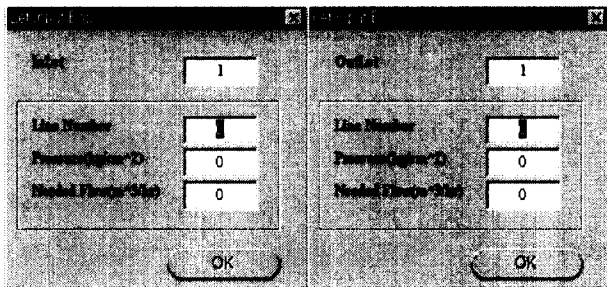 Inlet 1
Line Number
Pressure(kg/cm^2) 0
Needed Flow(m^3/hr) 0
OK
Outlet 1
Line Number
Pressure(kg/cm^2) 0
Needed Flow(m^3/hr) 0
OK